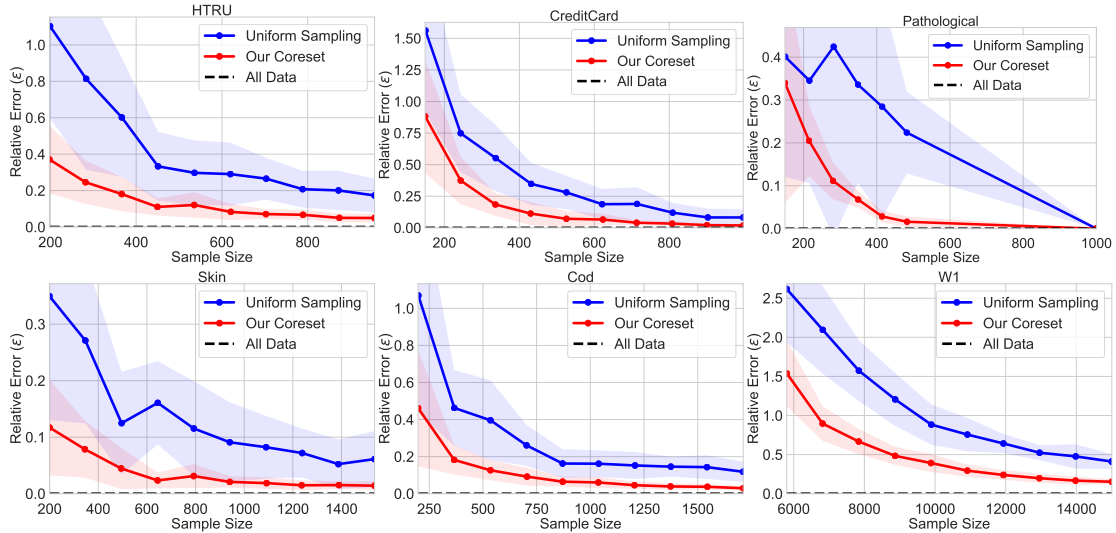 HTRU
Relative Error (ε)
1.0
0.8
0.6
0.4
0.2
0.0
200
400
600
800
Sample Size
Uniform Sampling
Our Coreset
All Data
CreditCard
Relative Error (ε)
1.50
1.25
1.00
0.75
0.50
0.25
0.00
200
400
600
800
Sample Size
Uniform Sampling
Our Coreset
All Data
Pathological
Relative Error (ε)
0.4
0.3
0.2
0.1
0.0
200
400
600
800
1000
Sample Size
Uniform Sampling
Our Coreset
All Data
Skin
Relative Error (ε)
0.3
0.2
0.1
0.0
200
400
600
800
1000
1200
1400
Sample Size
Uniform Sampling
Our Coreset
All Data
Cod
Relative Error (ε)
1.0
0.8
0.6
0.4
0.2
0.0
250
500
750
1000
1250
1500
Sample Size
Uniform Sampling
Our Coreset
All Data
W1
Relative Error (ε)
2.5
2.0
1.5
1.0
0.5
0.0
6000
8000
10000
12000
14000
Sample Size
Uniform Sampling
Our Coreset
All Data